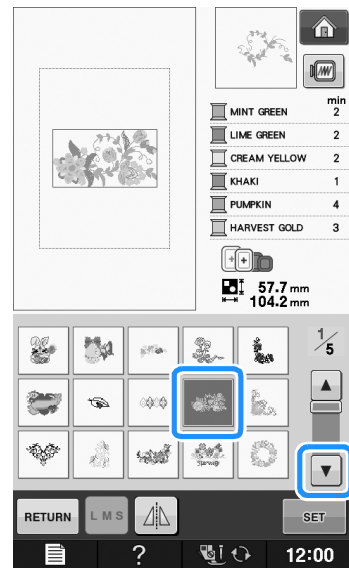 min
MINT GREEN 2
LIME GREEN 2
CREAM YELLOW 2
KHAKI 1
PUMPKIN 4
HARVEST GOLD 3
57.7 mm
104.2 mm
1/5
Spring
RETURN
L M S
SET
?
12:00